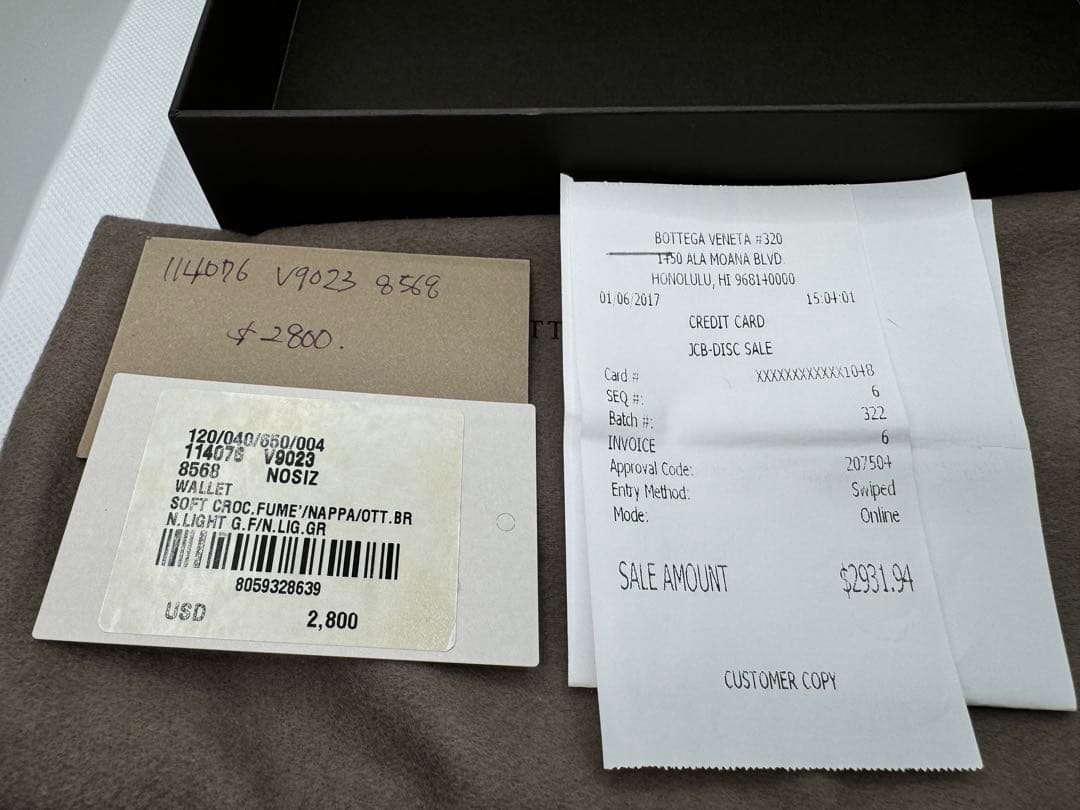 114076 V9023 8568
$2800.
120/040/650/004
114076 V9023
8568 NOSIZ
WALLET
SOFT CROC.FUME'/NAPPA/OTT.BR
N.LIGHT G.F/N.LIG.GR
8059328639
USD 2,800
TT
BOTTEGA VENETA #320
1450 ALA MOANA BLVD.
HONOLULU, HI 968140000
01/06/2017 15:04:01
CREDIT CARD
JCB-DISC SALE
Card #: XXXXXXXXXXXX1048
SEQ #: 6
Batch #: 322
INVOICE 6
Approval Code: 207504
Entry Method: Swiped
Mode: Online
SALE AMOUNT $2931.94
CUSTOMER COPY